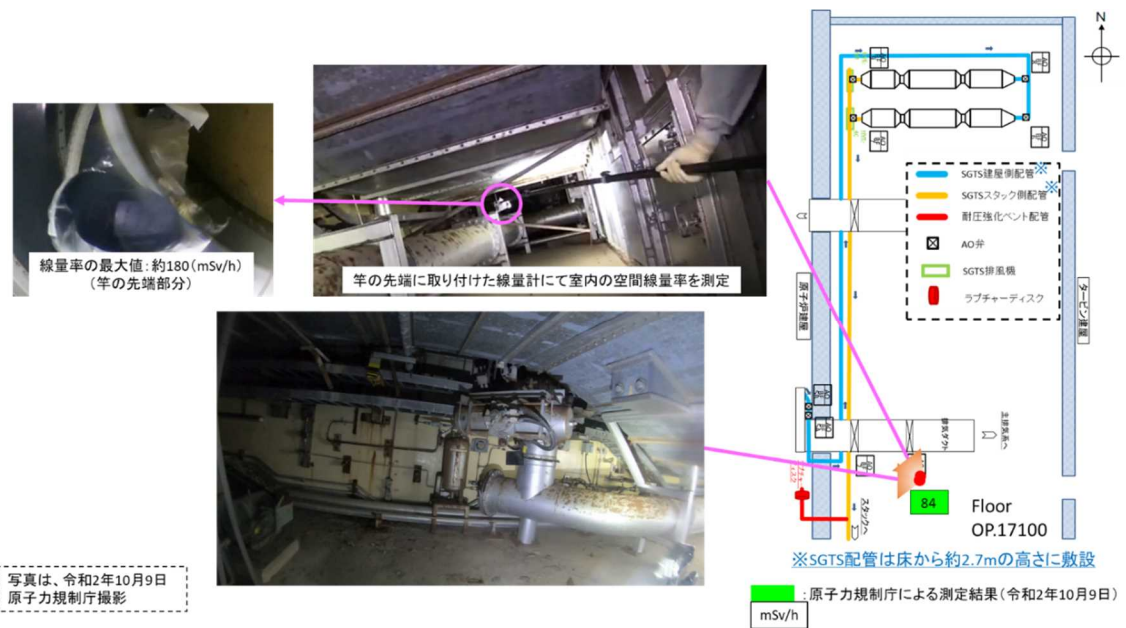 線量率の最大値：約180（mSv/h）
（竿の先端部分）
竿の先端に取り付けた線量計にて室内の空間線量率を測定
写真は、令和2年10月9日
原子力規制庁撮影
N
SGTS建屋側配管※
SGTSスタック側配管※
耐圧強化ベント配管
AO弁
SGTS排風機
ラプチャーディスク
原子炉建屋
タービン建屋
排気ダクト
主排気系へ
スタックへ
84
Floor
OP.17100
※SGTS配管は床から約2.7mの高さに敷設
：原子力規制庁による測定結果（令和2年10月9日）
mSv/h